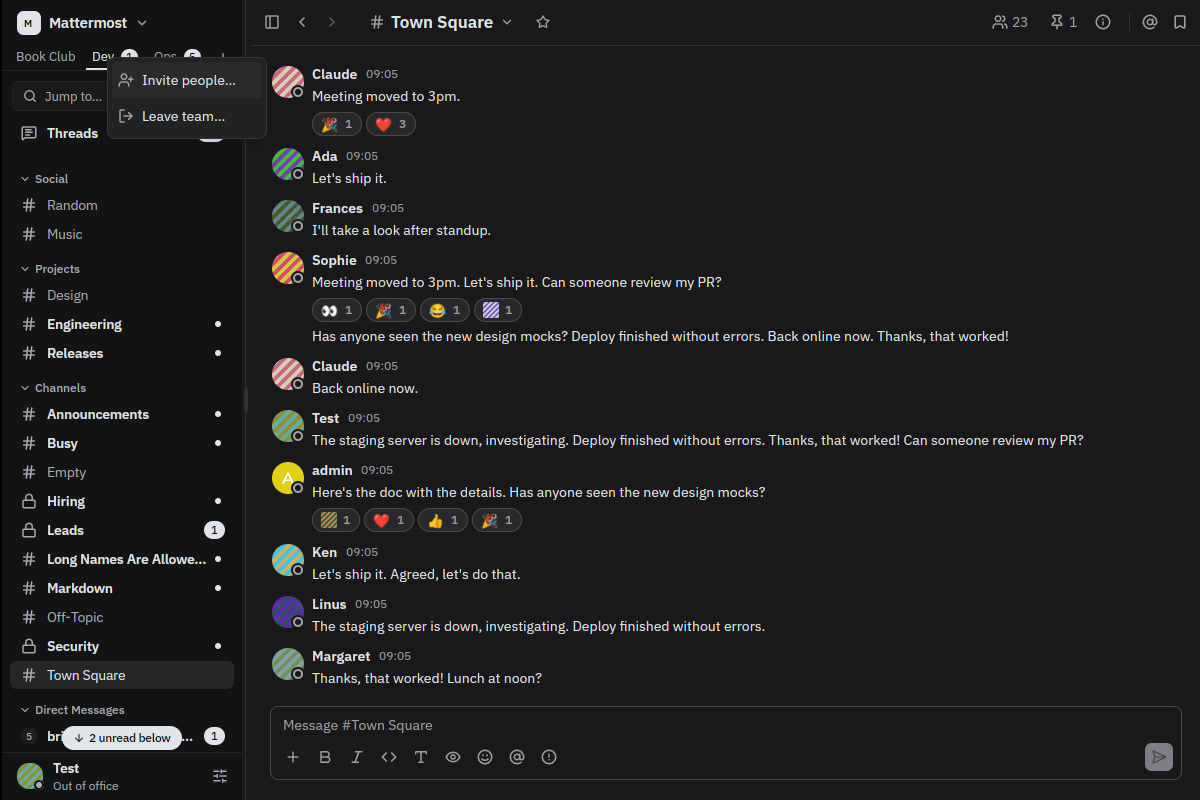 M Mattermost
Book Club Dev 1 Ops 5
Jump to...
Threads
Invite people...
Leave team...
Social
Random
Music
Projects
Design
Engineering
Releases
Channels
Announcements
Busy
Empty
Hiring
Leads 1
Long Names Are Allowe...
Markdown
Off-Topic
Security
Town Square
Direct Messages
5 bri ... 1
2 unread below
Test
Out of office
Town Square
23
1
Claude 09:05
Meeting moved to 3pm.
🎉 1 ❤️ 3
Ada 09:05
Let's ship it.
Frances 09:05
I'll take a look after standup.
Sophie 09:05
Meeting moved to 3pm. Let's ship it. Can someone review my PR?
👀 1 🎉 1 😂 1 1
Has anyone seen the new design mocks? Deploy finished without errors. Back online now. Thanks, that worked!
Claude 09:05
Back online now.
Test 09:05
The staging server is down, investigating. Deploy finished without errors. Thanks, that worked! Can someone review my PR?
A admin 09:05
Here's the doc with the details. Has anyone seen the new design mocks?
1 ❤️ 1 👍 1 🎉 1
Ken 09:05
Let's ship it. Agreed, let's do that.
Linus 09:05
The staging server is down, investigating. Deploy finished without errors.
Margaret 09:05
Thanks, that worked! Lunch at noon?
Message #Town Square